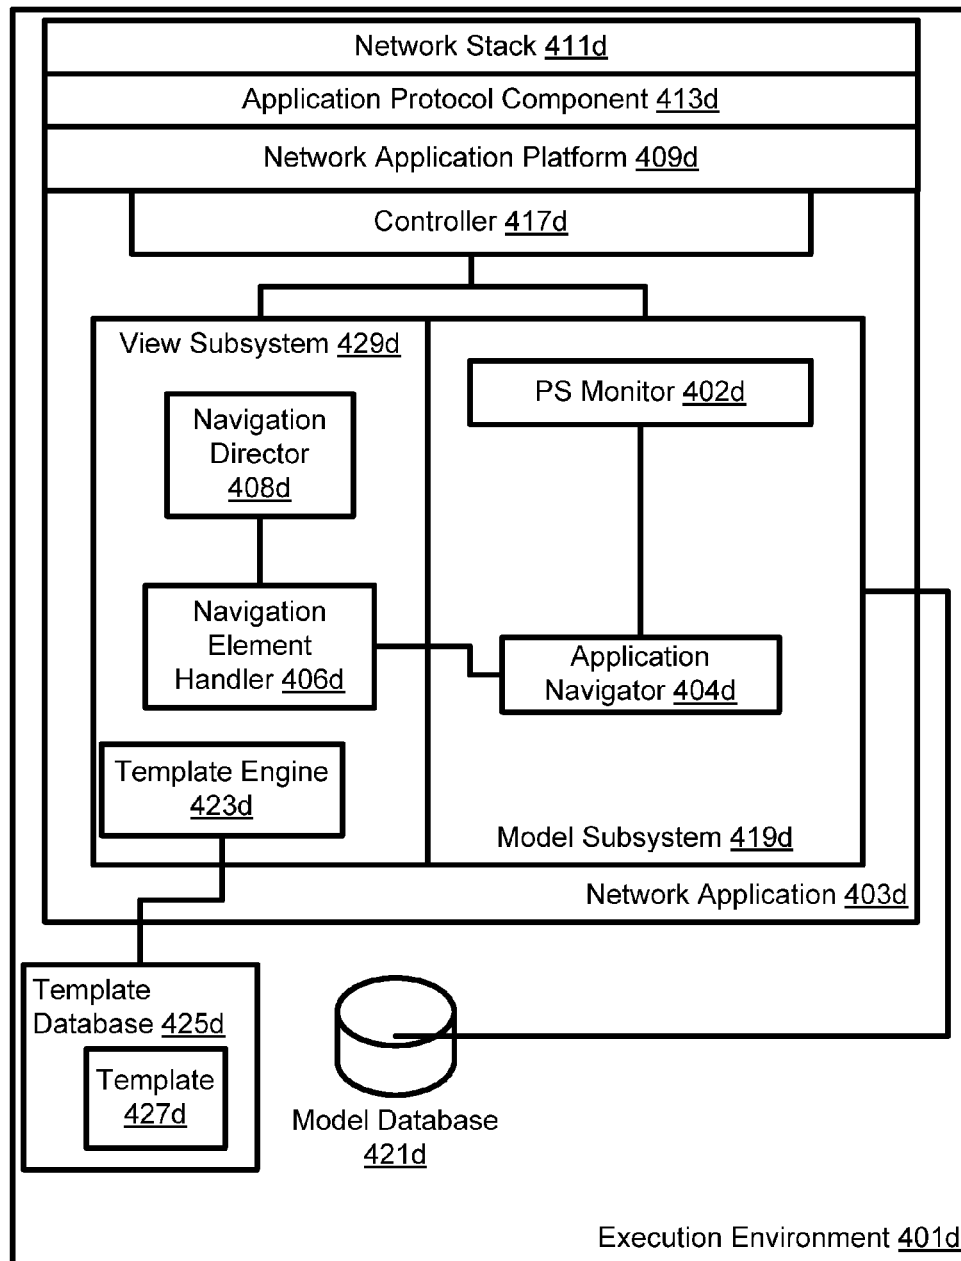 Network Stack 411d
Application Protocol Component 413d
Network Application Platform 409d
Controller 417d
View Subsystem 429d
Navigation
Director
408d
Navigation
Element
Handler 406d
Template Engine
423d
PS Monitor 402d
Application
Navigator 404d
Model Subsystem 419d
Network Application 403d
Template
Database 425d
Template
427d
Model Database
421d
Execution Environment 401d